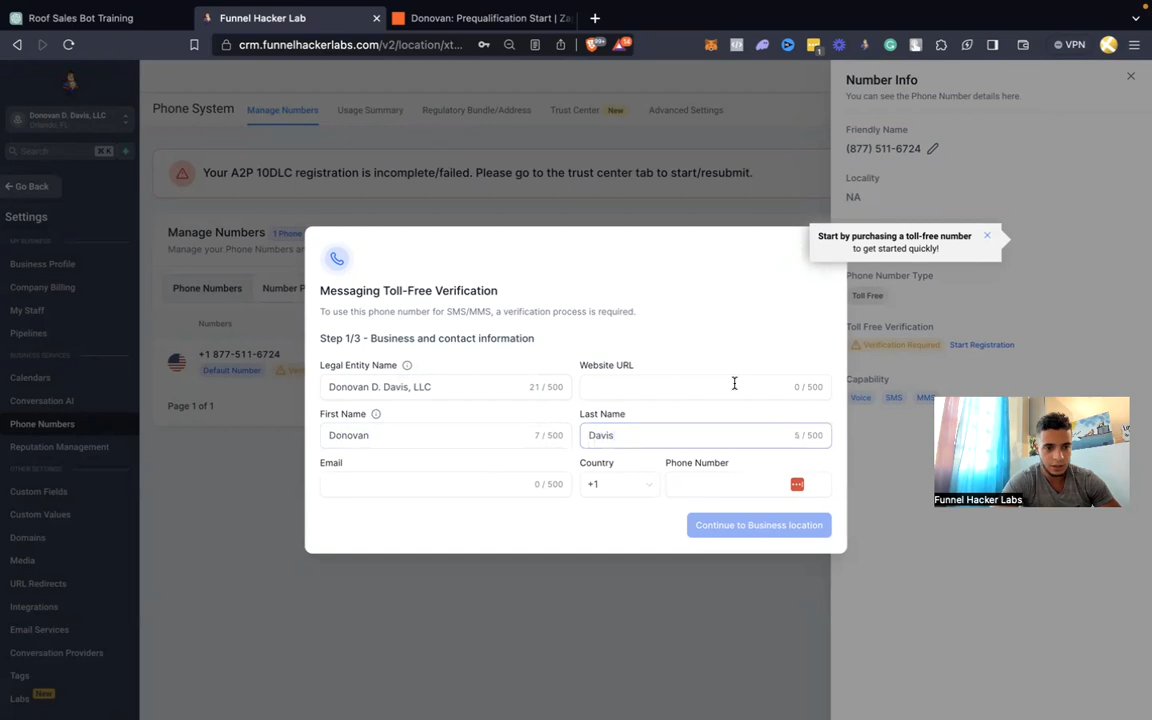 Roof Sales Bot Training
Funnel Hacker Lab
Donovan: Prequalification Start | Za
crm.funnelhackerlabs.com/v2/location/xt...
99+
14
1
VPN
Donovan D. Davis, LLC
Orlando, FL
Search
⌘ K
Go Back
Settings
MY BUSINESS
Business Profile
Company Billing
My Staff
Pipelines
BUSINESS SERVICES
Calendars
Conversation AI
Phone Numbers
Reputation Management
OTHER SETTINGS
Custom Fields
Custom Values
Domains
Media
URL Redirects
Integrations
Email Services
Conversation Providers
Tags
Labs New
Phone System
Manage Numbers
Usage Summary
Regulatory Bundle/Address
Trust Center New
Advanced Settings
Your A2P 10DLC registration is incomplete/failed. Please go to the trust center tab to start/resubmit.
Manage Numbers 1 Phone
Manage your Phone Numbers a
Phone Numbers
Number P
Numbers
+1 877-511-6724
Default Number
Page 1 of 1
Messaging Toll-Free Verification
To use this phone number for SMS/MMS, a verification process is required.
Step 1/3 - Business and contact information
Legal Entity Name
Website URL
Donovan D. Davis, LLC 21 / 500
0 / 500
First Name
Last Name
Donovan 7 / 500
Davis 5 / 500
Email
Country
Phone Number
0 / 500
+1
Continue to Business location
Number Info
You can see the Phone Number details here.
Friendly Name
(877) 511-6724
Locality
NA
Start by purchasing a toll-free number
to get started quickly!
Phone Number Type
Toll Free
Toll Free Verification
Verification Required
Start Registration
Capability
Voice
SMS
MMS
Funnel Hacker Labs